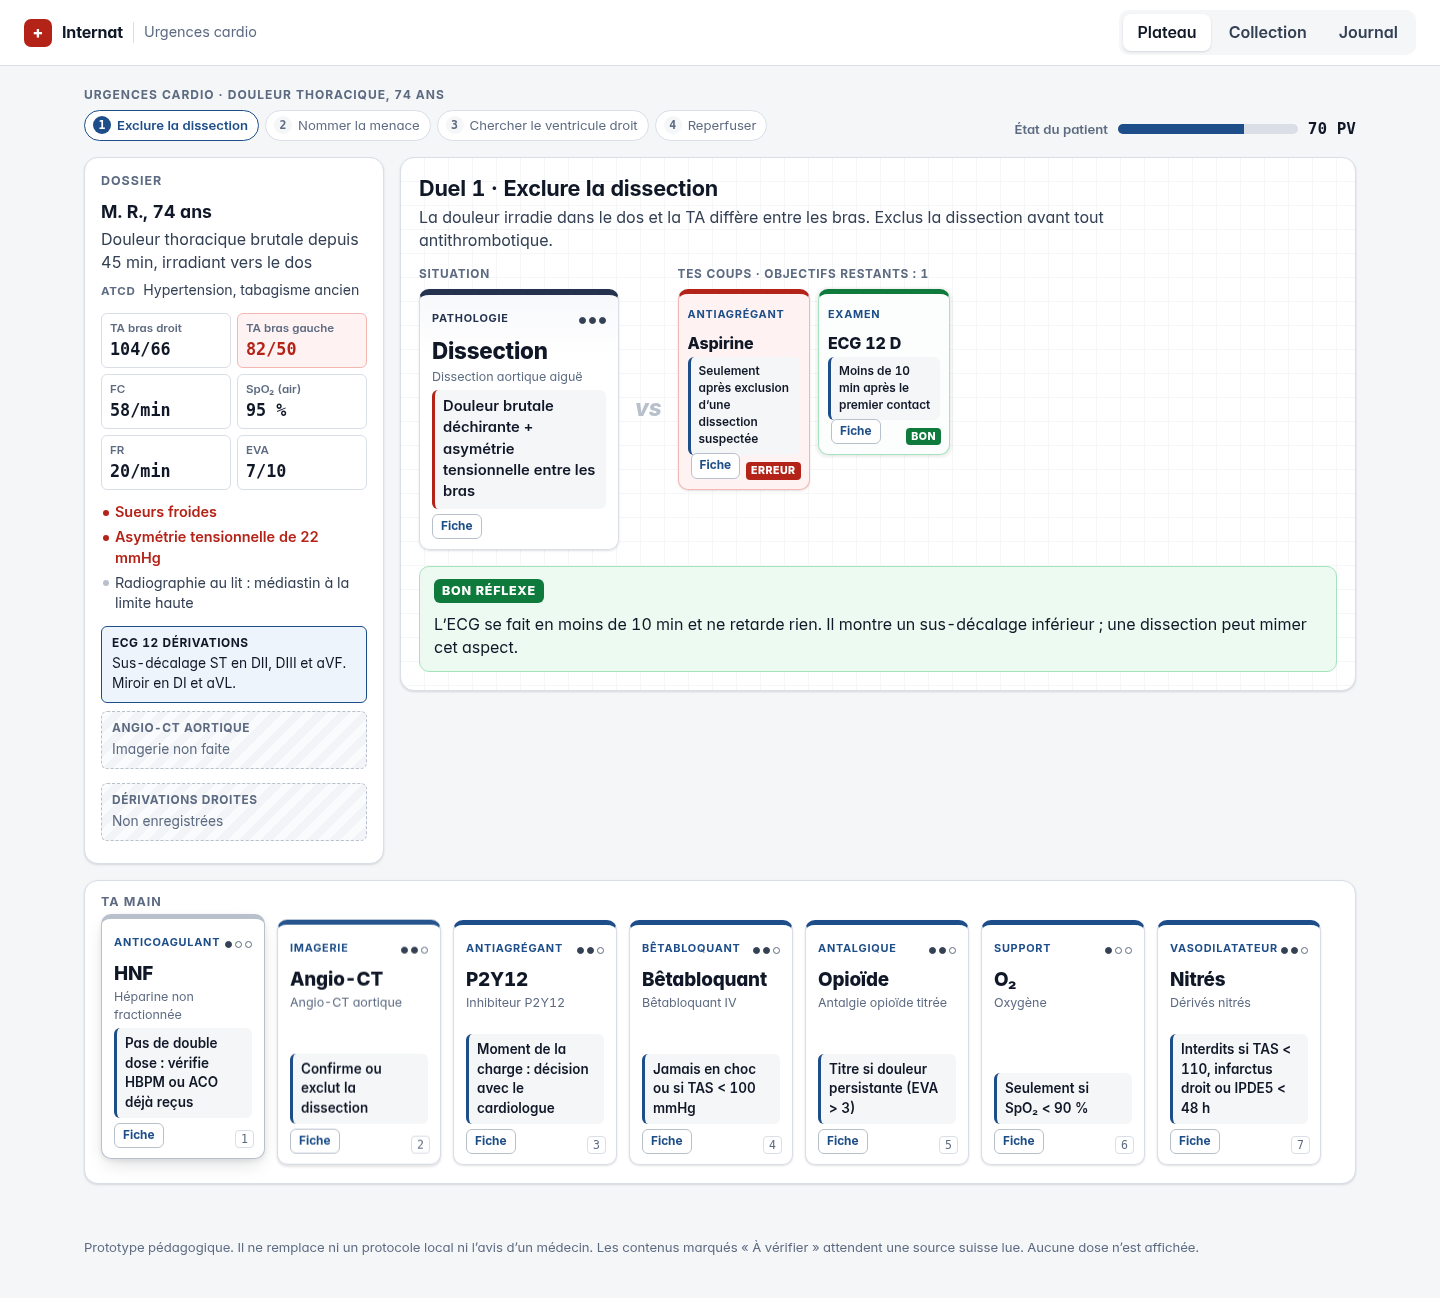 + Internat Urgences cardio
Plateau Collection Journal
URGENCES CARDIO · DOULEUR THORACIQUE, 74 ANS
1 Exclure la dissection 2 Nommer la menace 3 Chercher le ventricule droit 4 Reperfuser
État du patient 70 PV
DOSSIER
M. R., 74 ans
Douleur thoracique brutale depuis
45 min, irradiant vers le dos
ATCD Hypertension, tabagisme ancien
TA bras droit
104/66
TA bras gauche
82/50
FC
58/min
SpO₂ (air)
95 %
FR
20/min
EVA
7/10
Sueurs froides
Asymétrie tensionnelle de 22
mmHg
Radiographie au lit : médiastin à la
limite haute
ECG 12 DÉRIVATIONS
Sus-décalage ST en DII, DIII et aVF.
Miroir en DI et aVL.
ANGIO-CT AORTIQUE
Imagerie non faite
DÉRIVATIONS DROITES
Non enregistrées
Duel 1 · Exclure la dissection
La douleur irradie dans le dos et la TA diffère entre les bras. Exclus la dissection avant tout
antithrombotique.
SITUATION
PATHOLOGIE
Dissection
Dissection aortique aiguë
Douleur brutale
déchirante +
asymétrie
tensionnelle entre les
bras
Fiche
VS
TES COUPS · OBJECTIFS RESTANTS : 1
ANTIAGRÉGANT
Aspirine
Seulement
après exclusion
d’une
dissection
suspectée
Fiche ERREUR
EXAMEN
ECG 12 D
Moins de 10
min après le
premier contact
Fiche BON
BON RÉFLEXE
L’ECG se fait en moins de 10 min et ne retarde rien. Il montre un sus-décalage inférieur ; une dissection peut mimer
cet aspect.
TA MAIN
ANTICOAGULANT
HNF
Héparine non
fractionnée
Pas de double
dose : vérifie
HBPM ou ACO
déjà reçus
Fiche 1
IMAGERIE
Angio-CT
Angio-CT aortique
Confirme ou
exclut la
dissection
Fiche 2
ANTIAGRÉGANT
P2Y12
Inhibiteur P2Y12
Moment de la
charge : décision
avec le
cardiologue
Fiche 3
BÊTABLOQUANT
Bêtabloquant
Bêtabloquant IV
Jamais en choc
ou si TAS < 100
mmHg
Fiche 4
ANTALGIQUE
Opioïde
Antalgie opioïde titrée
Titre si douleur
persistante (EVA
> 3)
Fiche 5
SUPPORT
O₂
Oxygène
Seulement si
SpO₂ < 90 %
Fiche 6
VASODILATATEUR
Nitrés
Dérivés nitrés
Interdits si TAS <
110, infarctus
droit ou IPDE5 <
48 h
Fiche 7
Prototype pédagogique. Il ne remplace ni un protocole local ni l’avis d’un médecin. Les contenus marqués « À vérifier » attendent une source suisse lue. Aucune dose n’est affichée.